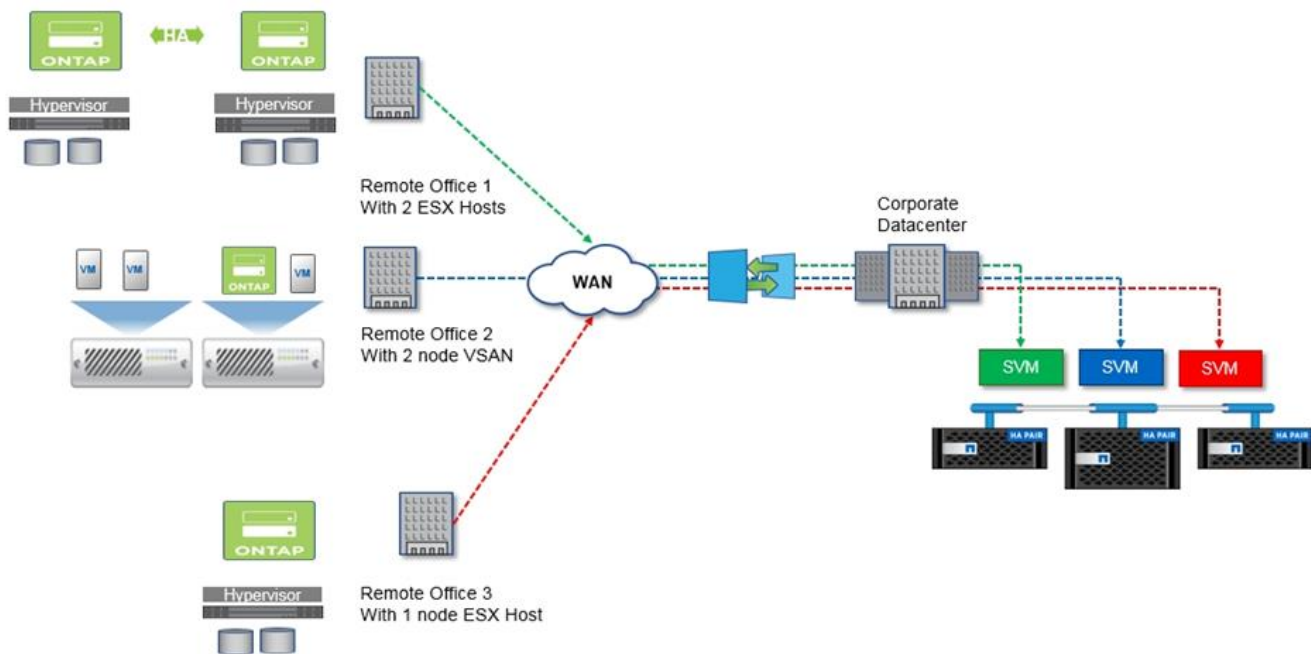 HA
ONTAP
ONTAP
Hypervisor
Hypervisor
Remote Office 1
With 2 ESX Hosts
VM
VM
ONTAP
VM
Remote Office 2
With 2 node VSAN
WAN
Corporate
Datacenter
SVM
SVM
SVM
HA PAIR
HA PAIR
HA PAIR
ONTAP
Hypervisor
Remote Office 3
With 1 node ESX Host